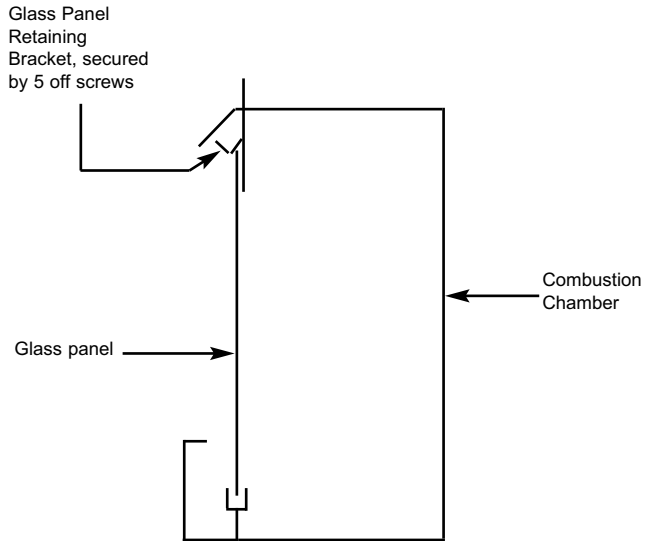 Glass Panel
Retaining
Bracket, secured
by 5 off screws
Combustion
Chamber
Glass panel